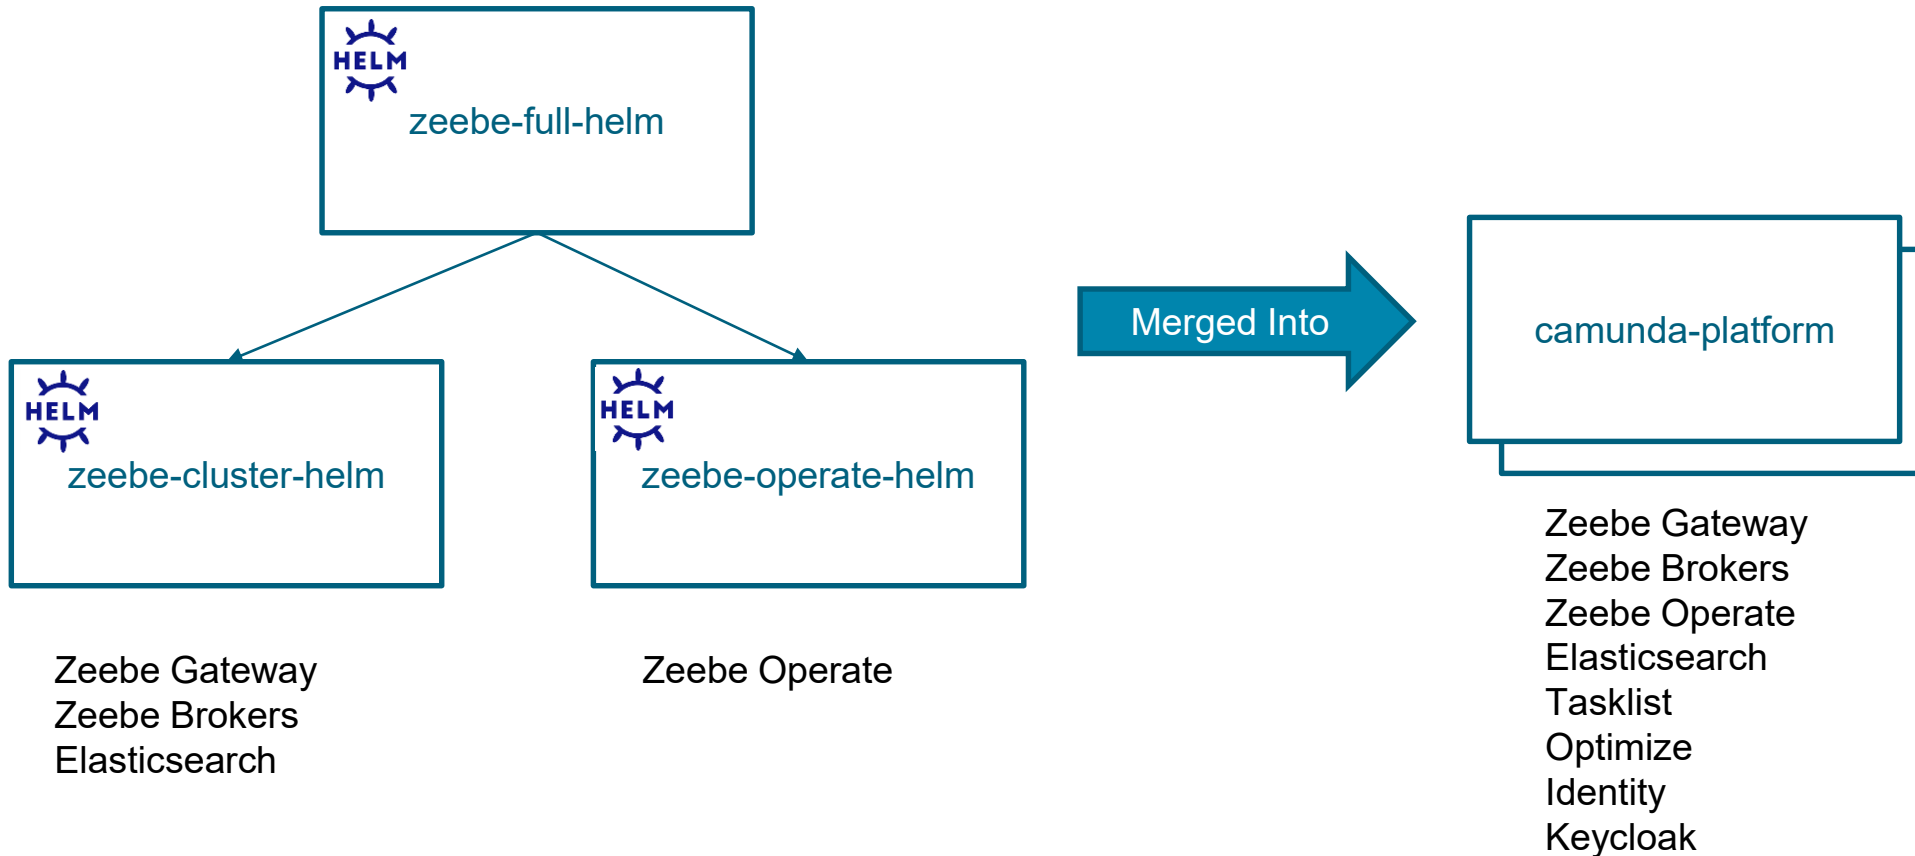 HELM
zeebe-full-helm
HELM
zeebe-cluster-helm
Zeebe Gateway
Zeebe Brokers
Elasticsearch
HELM
zeebe-operate-helm
Zeebe Operate
Merged Into
camunda-platform
Zeebe Gateway
Zeebe Brokers
Zeebe Operate
Elasticsearch
Tasklist
Optimize
Identity
Keycloak